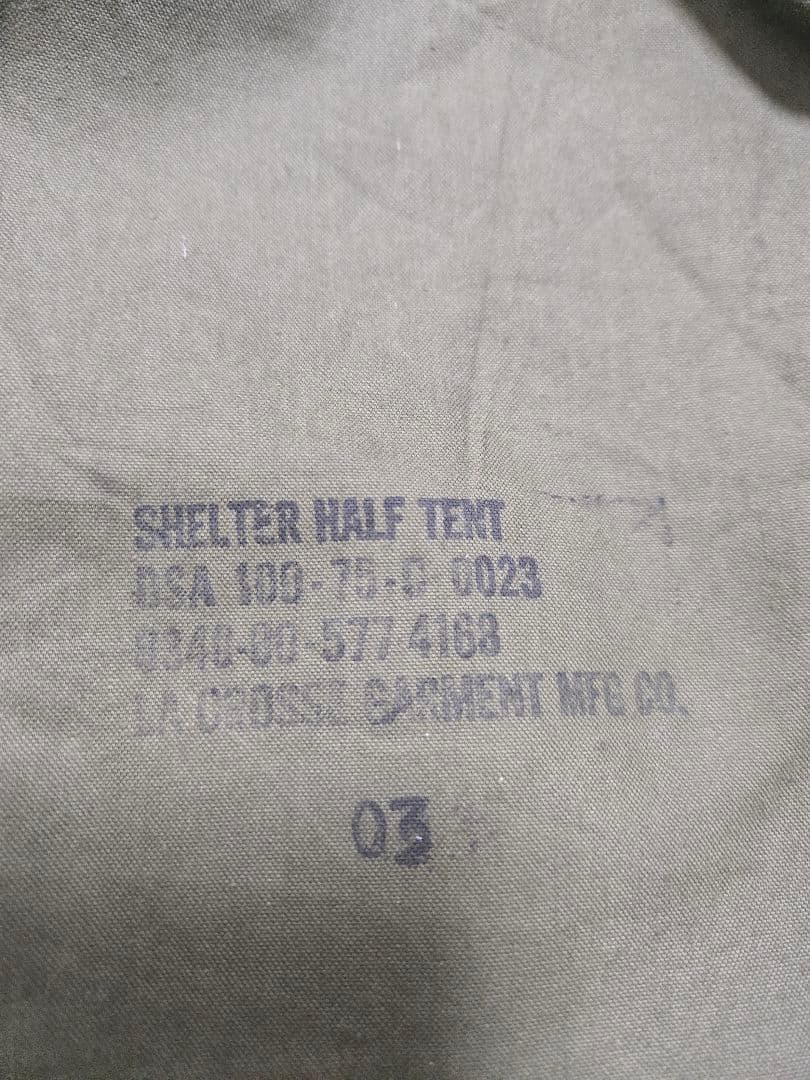 SHELTER HALF TENT
DSA 100-75-C 0023
8340-00-577 4168
LA CROSSE GARMENT MFG CO.
03